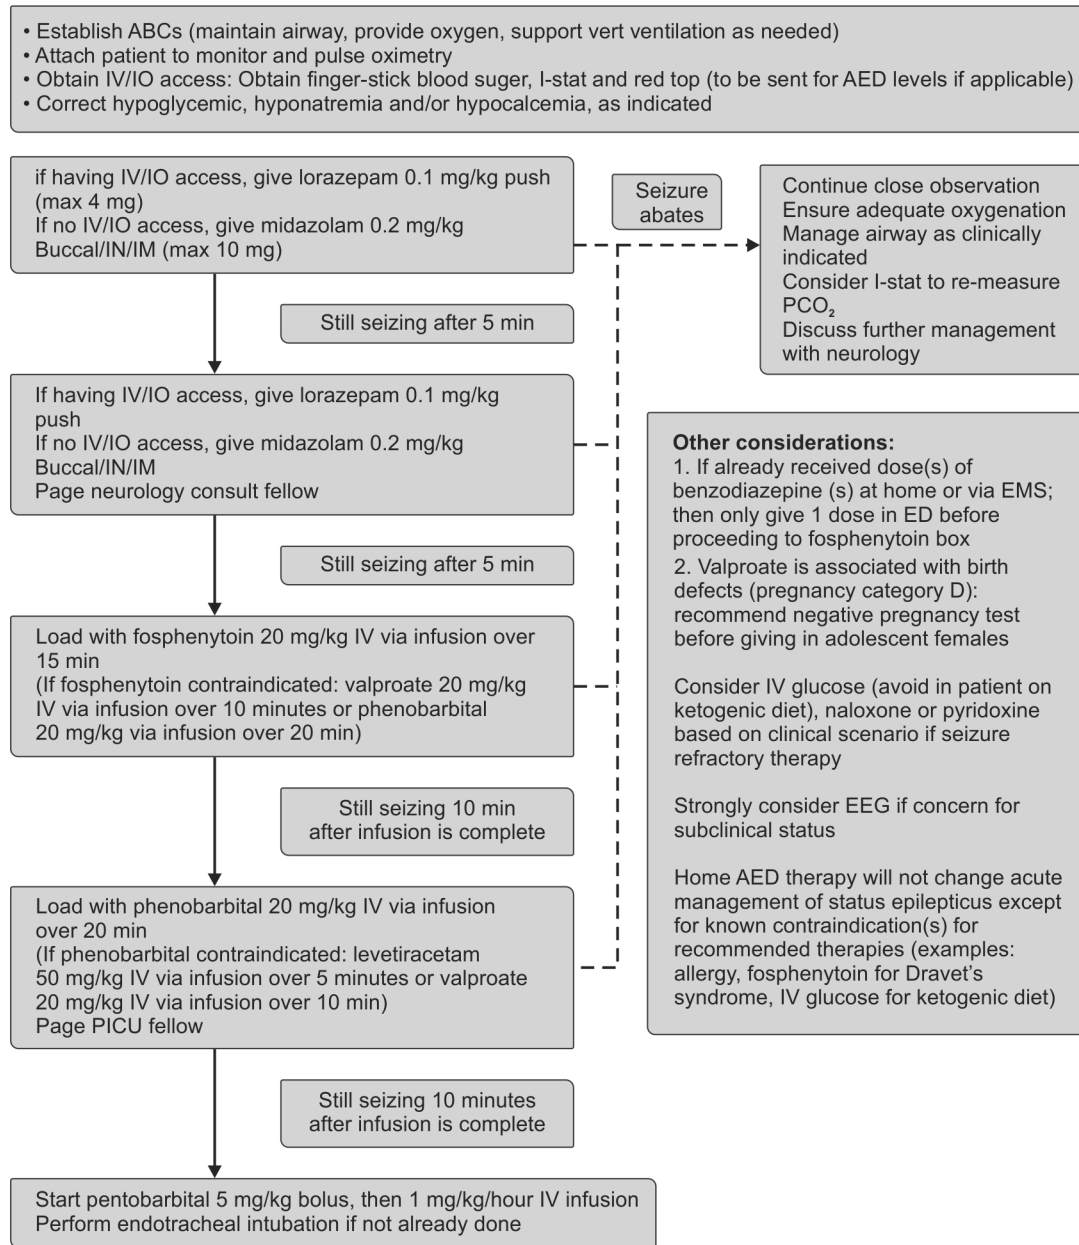 • Establish ABCs (maintain airway, provide oxygen, support vert ventilation as needed)
• Attach patient to monitor and pulse oximetry
• Obtain IV/IO access: Obtain finger-stick blood suger, I-stat and red top (to be sent for AED levels if applicable)
• Correct hypoglycemic, hyponatremia and/or hypocalcemia, as indicated
if having IV/IO access, give lorazepam 0.1 mg/kg push
(max 4 mg)
If no IV/IO access, give midazolam 0.2 mg/kg
Buccal/IN/IM (max 10 mg)
Seizure
abates
Continue close observation
Ensure adequate oxygenation
Manage airway as clinically
indicated
Consider I-stat to re-measure
PCO₂
Discuss further management
with neurology
Still seizing after 5 min
If having IV/IO access, give lorazepam 0.1 mg/kg
push
If no IV/IO access, give midazolam 0.2 mg/kg
Buccal/IN/IM
Page neurology consult fellow
Still seizing after 5 min
Load with fosphenytoin 20 mg/kg IV via infusion over
15 min
(If fosphenytoin contraindicated: valproate 20 mg/kg
IV via infusion over 10 minutes or phenobarbital
20 mg/kg via infusion over 20 min)
Still seizing 10 min
after infusion is complete
Load with phenobarbital 20 mg/kg IV via infusion
over 20 min
(If phenobarbital contraindicated: levetiracetam
50 mg/kg IV via infusion over 5 minutes or valproate
20 mg/kg IV via infusion over 10 min)
Page PICU fellow
Still seizing 10 minutes
after infusion is complete
Start pentobarbital 5 mg/kg bolus, then 1 mg/kg/hour IV infusion
Perform endotracheal intubation if not already done
Other considerations:
1. If already received dose(s) of
benzodiazepine (s) at home or via EMS;
then only give 1 dose in ED before
proceeding to fosphenytoin box
2. Valproate is associated with birth
defects (pregnancy category D):
recommend negative pregnancy test
before giving in adolescent females
Consider IV glucose (avoid in patient on
ketogenic diet), naloxone or pyridoxine
based on clinical scenario if seizure
refractory therapy
Strongly consider EEG if concern for
subclinical status
Home AED therapy will not change acute
management of status epilepticus except
for known contraindication(s) for
recommended therapies (examples:
allergy, fosphenytoin for Dravet's
syndrome, IV glucose for ketogenic diet)